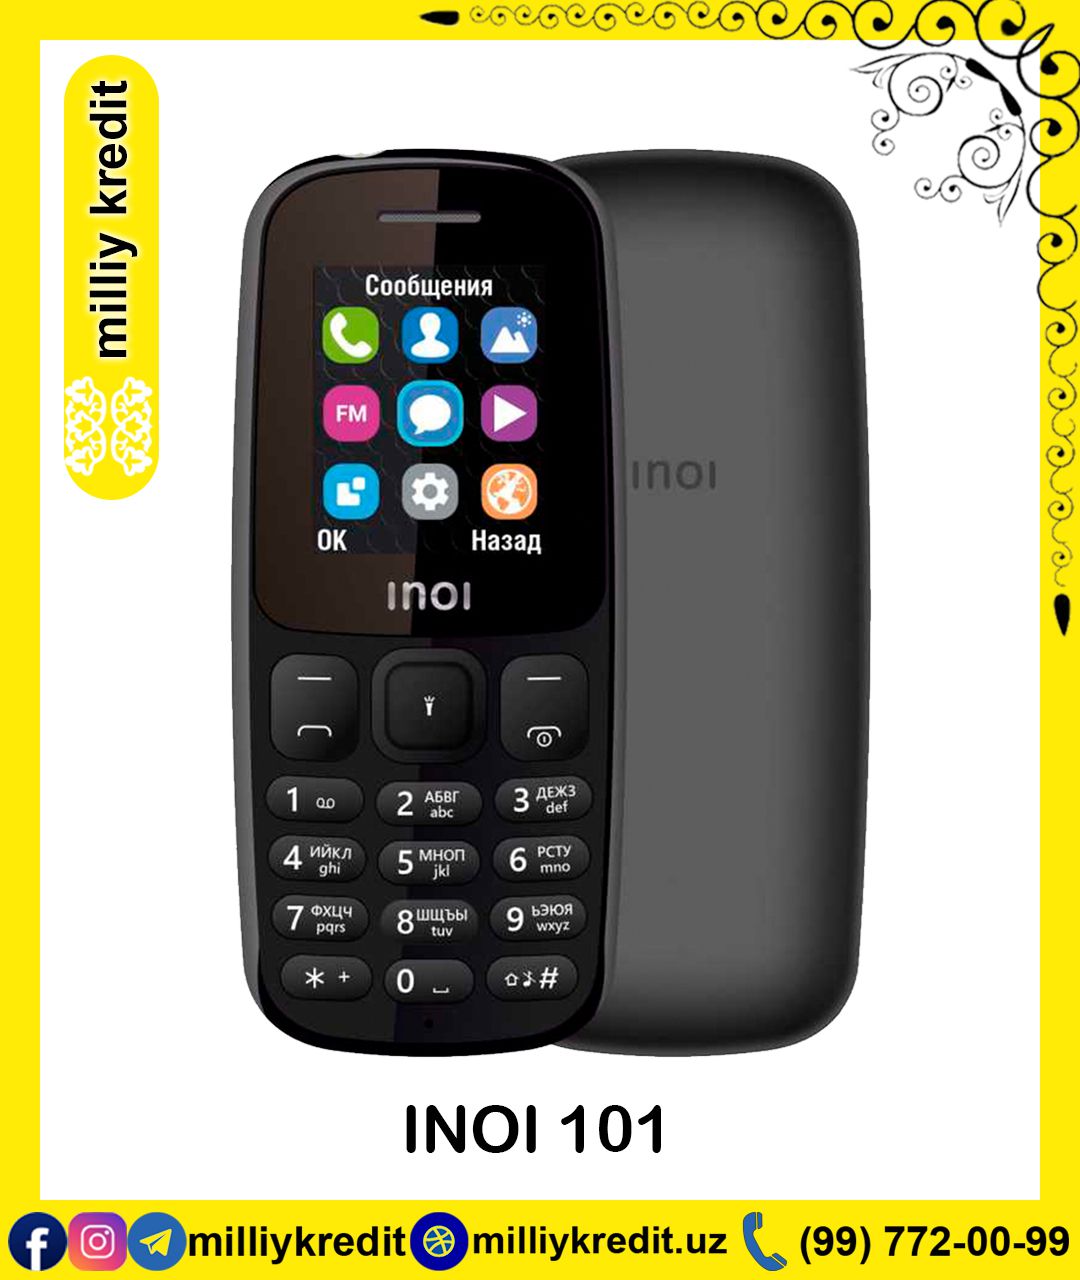 milliy kredit
Сообщения
FM
OK
Назад
INOI
INOI
1
2 АБВГ abc
3 ДЕЖЗ def
4 ИЙКЛ ghi
5 МНОП jkl
6 РСТУ mno
7 ФХЦЧ pqrs
8 ШЩЪЫ tuv
9 ЬЭЮЯ wxyz
* +
0
#
INOI 101
milliykredit milliykredit.uz (99) 772-00-99